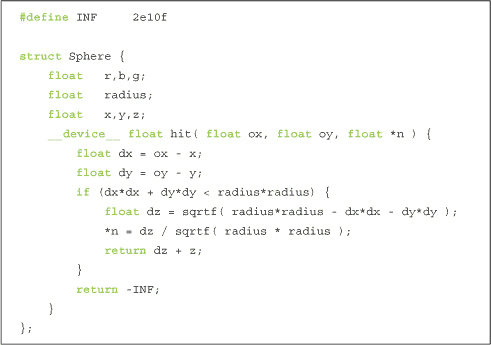 #define INF     2e10f
struct Sphere {
    float   r,b,g;
    float   radius;
    float   x,y,z;
    __device__ float hit( float ox, float oy, float *n ) {
        float dx = ox - x;
        float dy = oy - y;
        if (dx*dx + dy*dy < radius*radius) {
            float dz = sqrtf( radius*radius - dx*dx - dy*dy );
            *n = dz / sqrtf( radius * radius );
            return dz + z;
        }
        return -INF;
    }
};